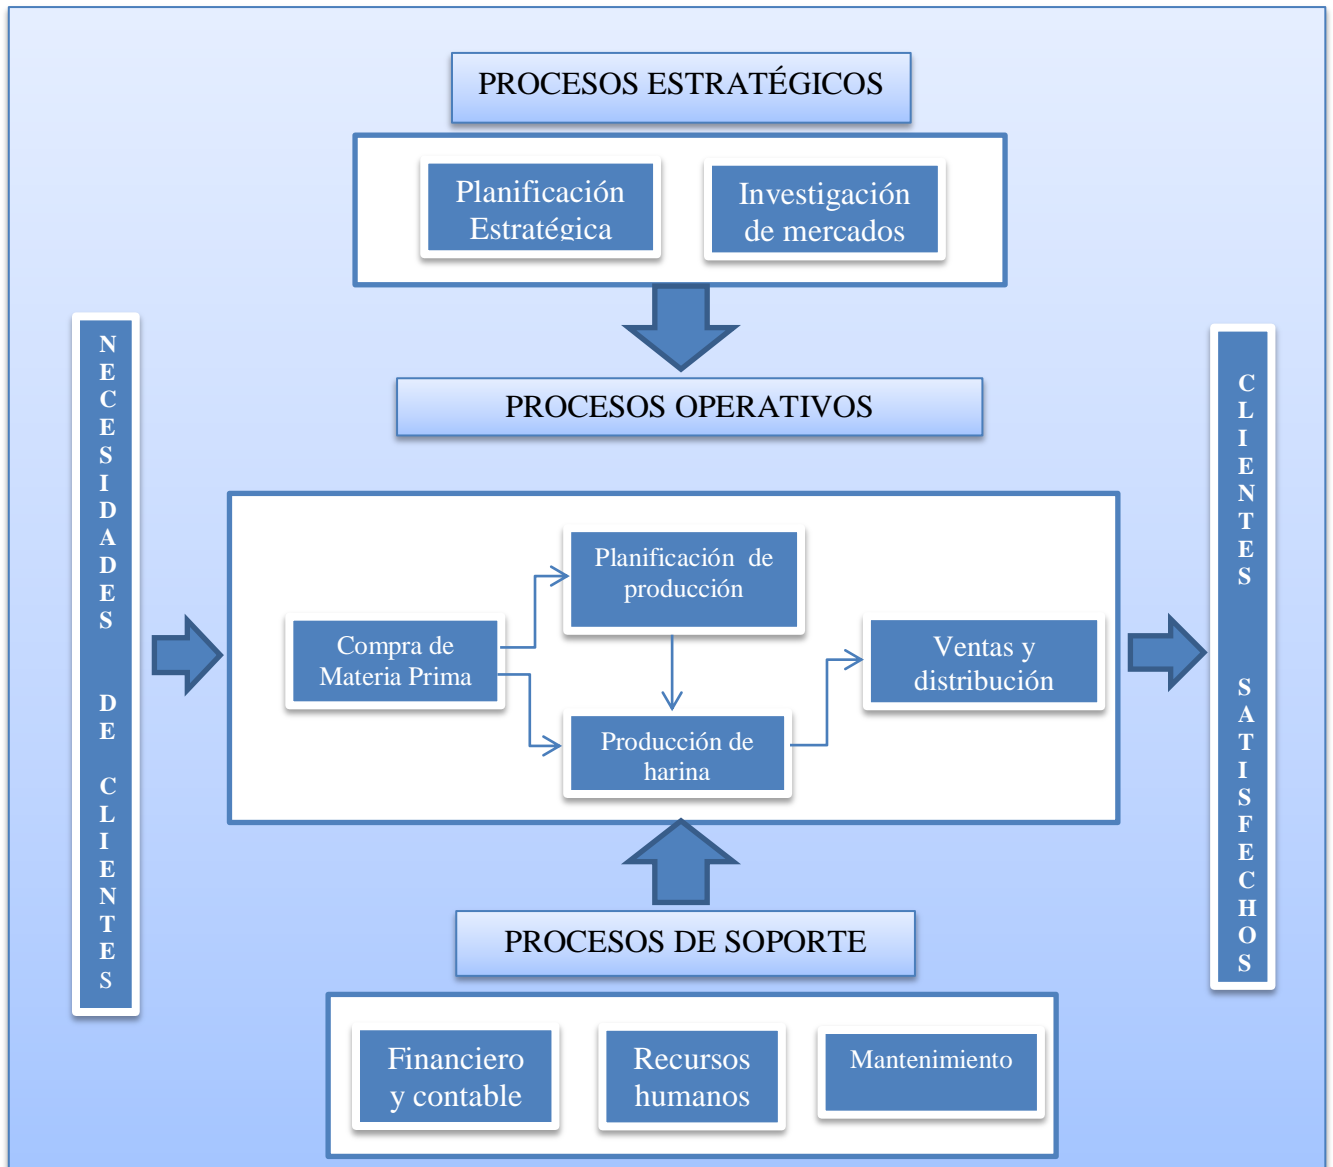 PROCESOS ESTRATÉGICOS
Planificación
Estratégica
Investigación
de mercados
NECESIDADES DE CLIENTES
PROCESOS OPERATIVOS
Compra de
Materia Prima
Planificación de
producción
Producción de
harina
Ventas y
distribución
CLIENTES SATISFECHOS
PROCESOS DE SOPORTE
Financiero
y contable
Recursos
humanos
Mantenimiento